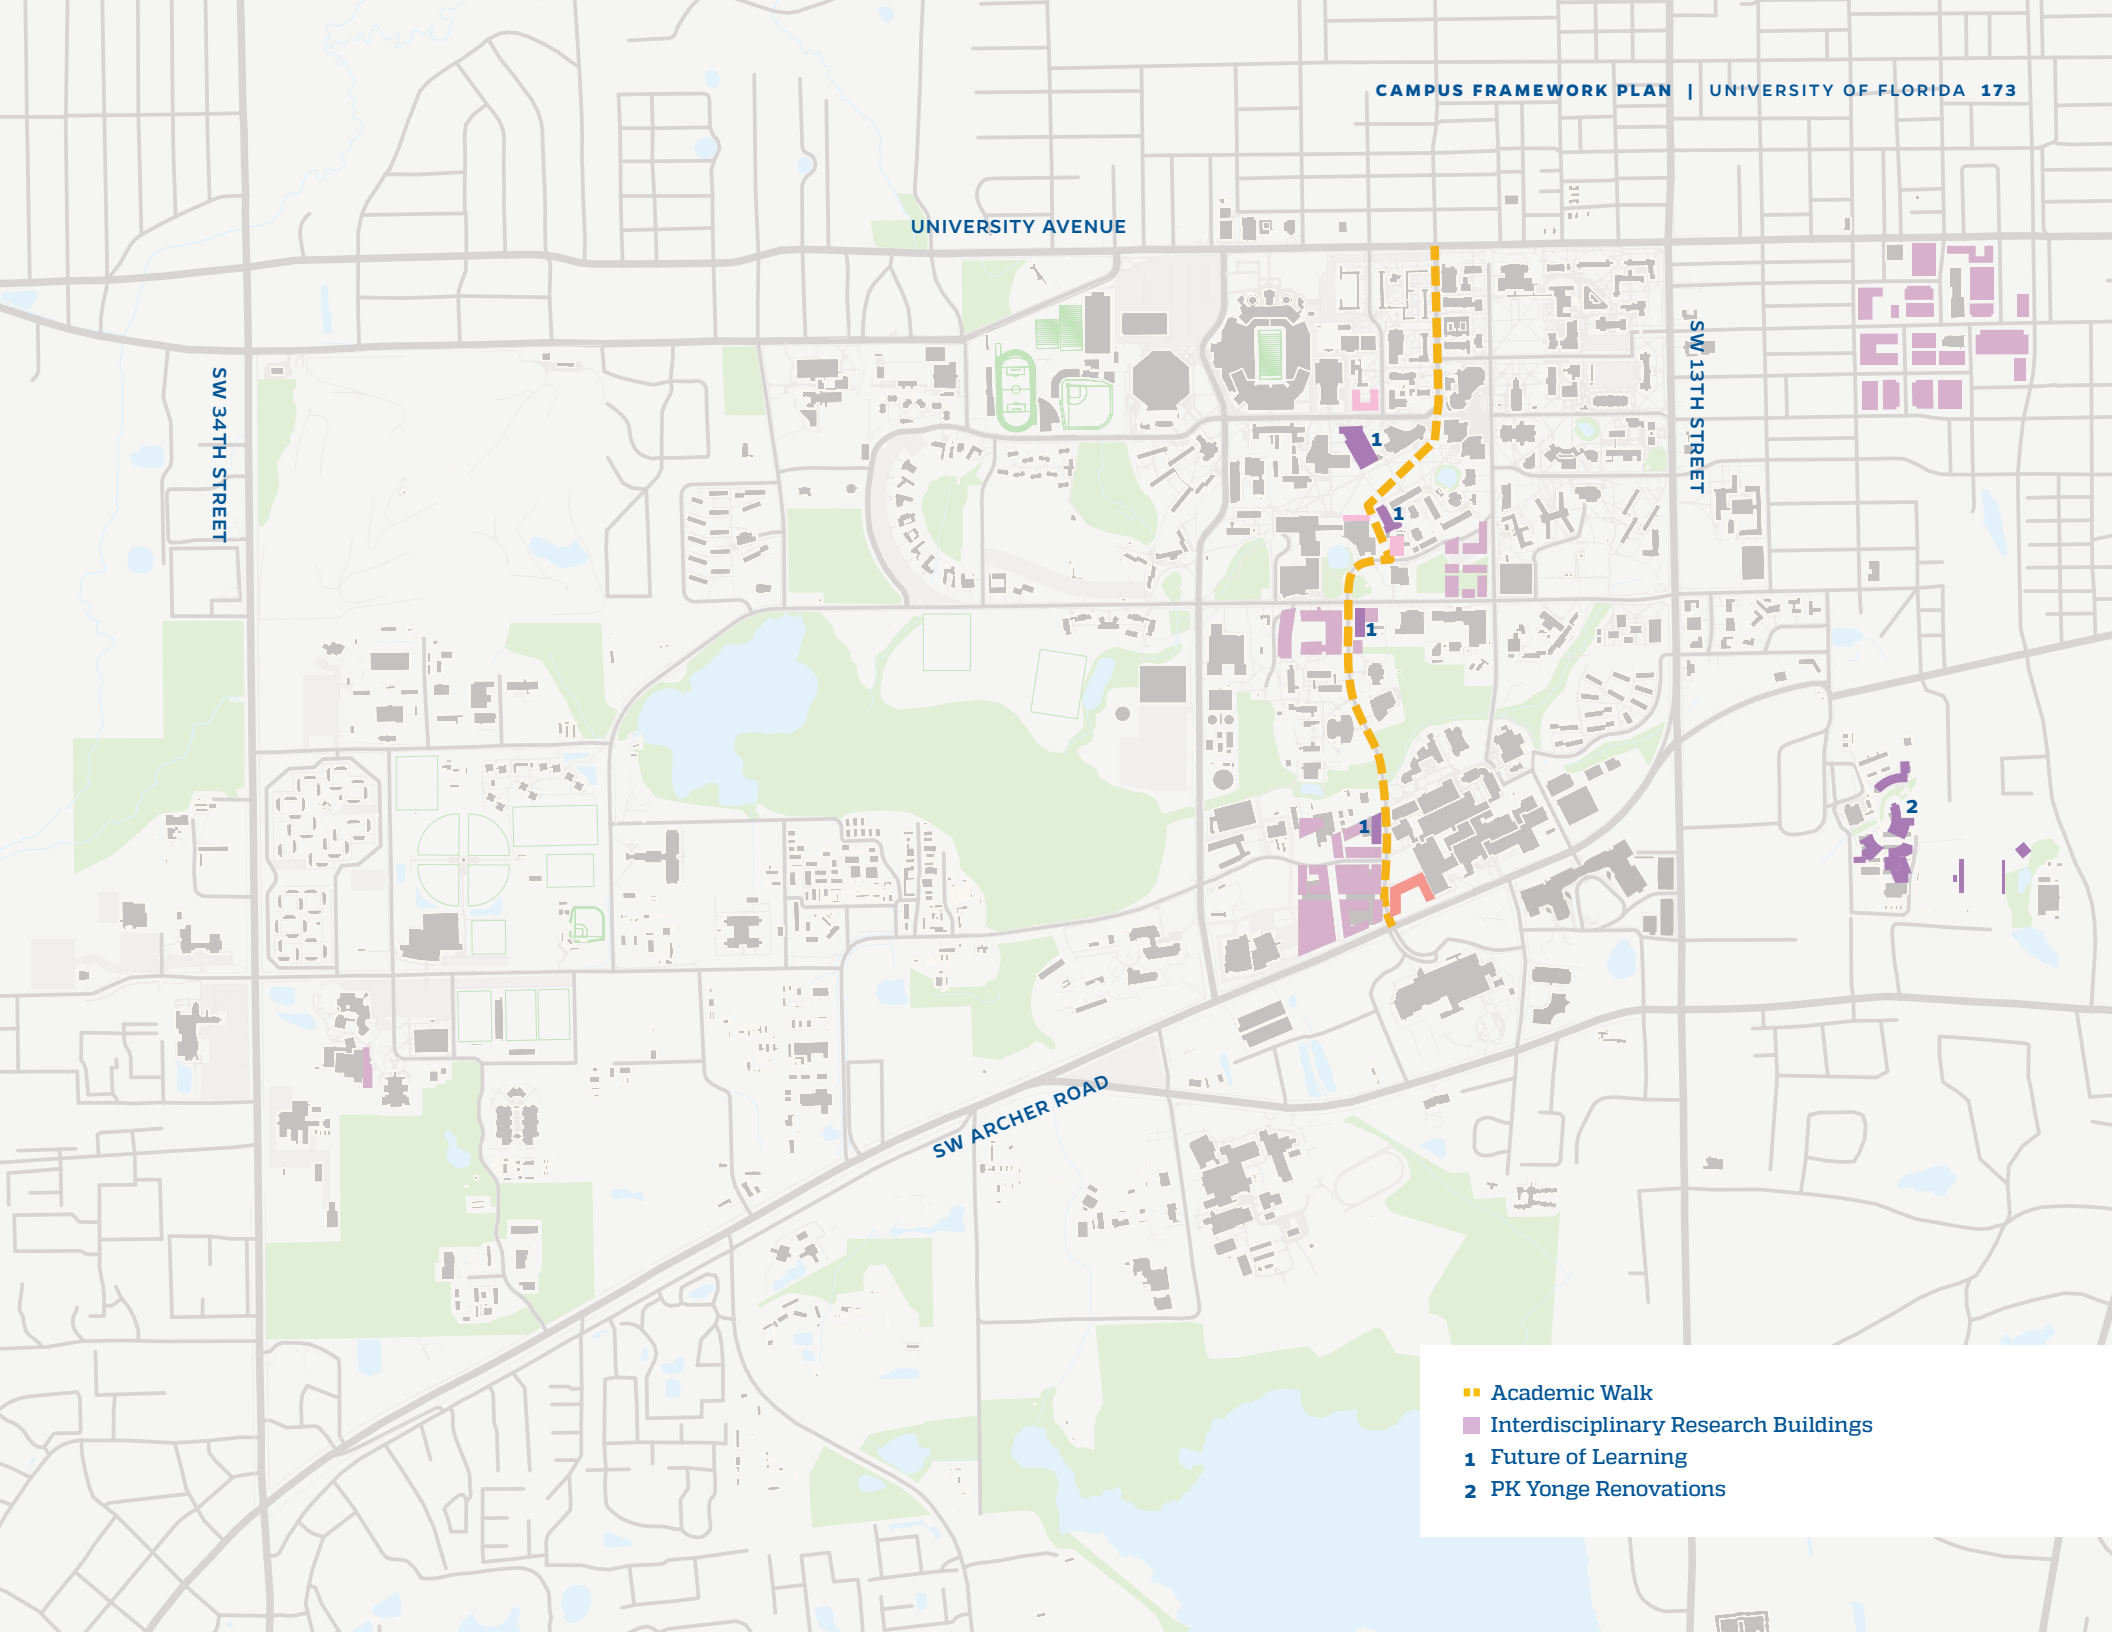 CAMPUS FRAMEWORK PLAN | UNIVERSITY OF FLORIDA 173
UNIVERSITY AVENUE
SW 34TH STREET
SW 13TH STREET
1
1
1
2
1
SW ARCHER ROAD
Academic Walk
Interdisciplinary Research Buildings
1 Future of Learning
2 PK Yonge Renovations